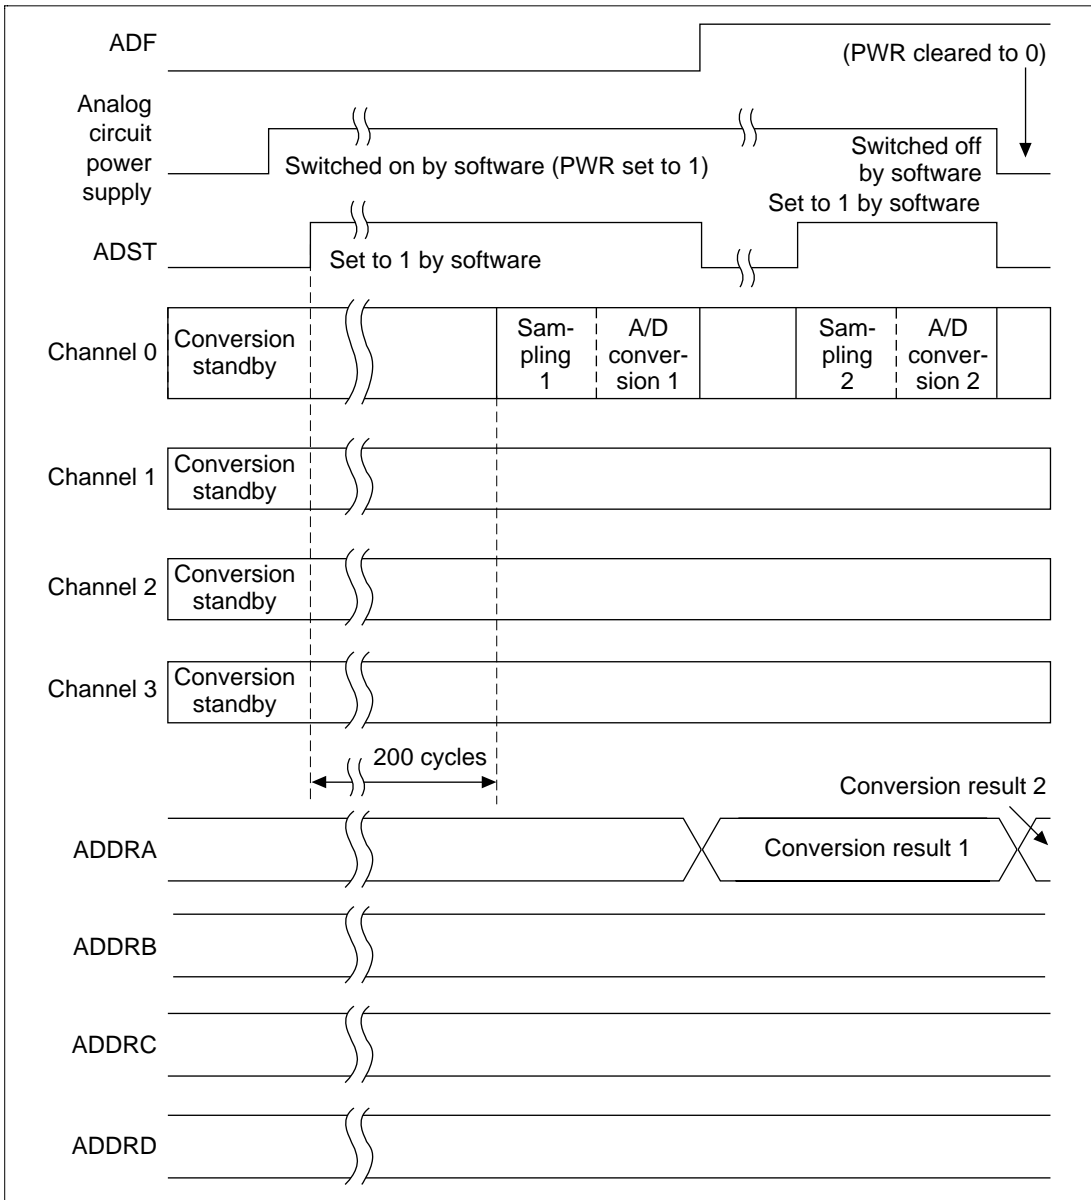 ADF
(PWR cleared to 0)
Analog
circuit
power
supply
Switched on by software (PWR set to 1)
Switched off
by software
Set to 1 by software
ADST
Set to 1 by software
Channel 0
Conversion
standby
Sam-
pling
1
A/D
conver-
sion 1
Sam-
pling
2
A/D
conver-
sion 2
Channel 1
Conversion
standby
Channel 2
Conversion
standby
Channel 3
Conversion
standby
200 cycles
Conversion result 2
ADDRA
Conversion result 1
ADDRB
ADDRC
ADDRD